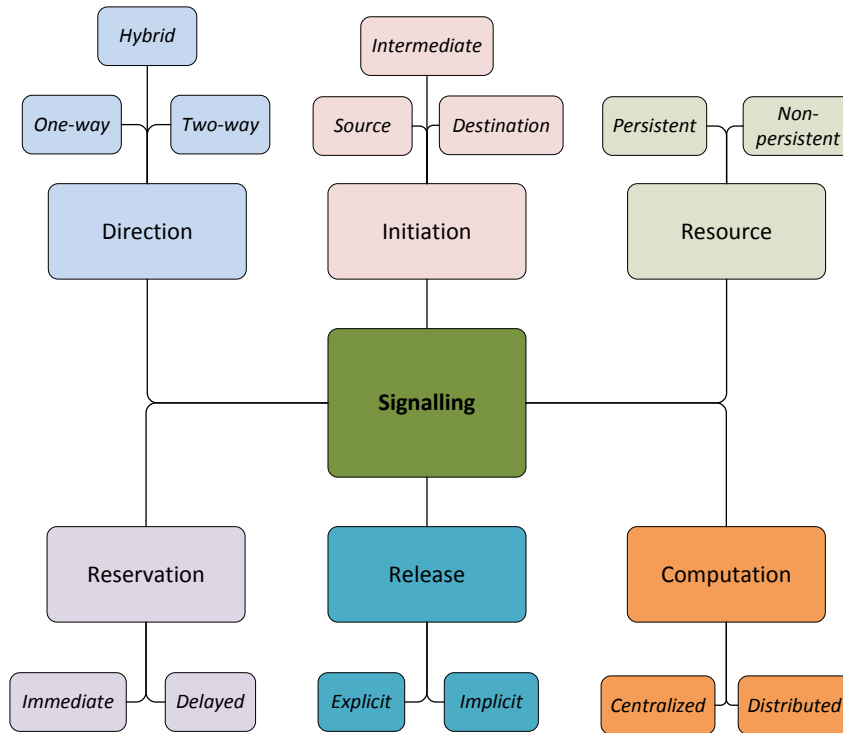 Hybrid
Intermediate
One-way
Two-way
Source
Destination
Persistent
Non-
persistent
Direction
Initiation
Resource
Signalling
Reservation
Release
Computation
Immediate
Delayed
Explicit
Implicit
Centralized
Distributed